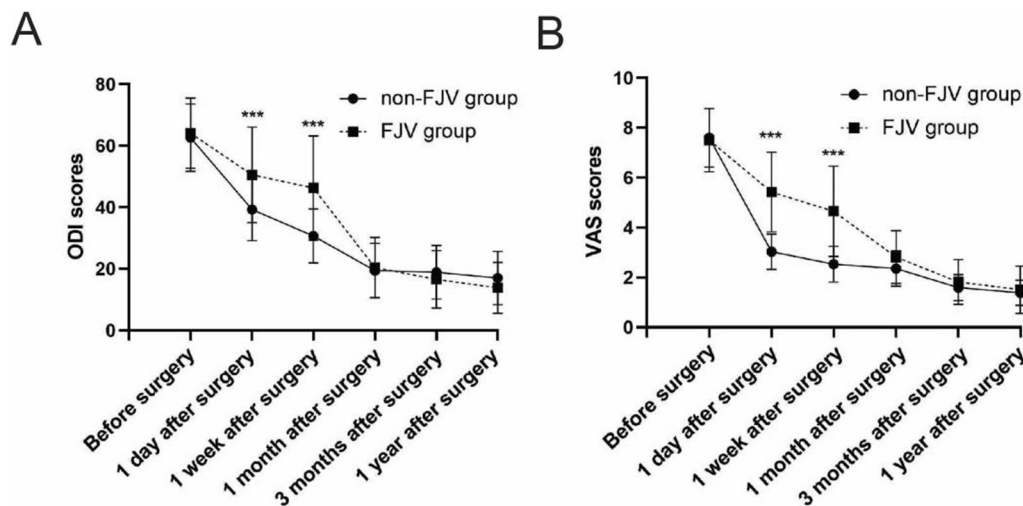 A
ODI scores
80
60
40
20
0
non-FJV group
FJV group
***
***
Before surgery
1 day after surgery
1 week after surgery
1 month after surgery
3 months after surgery
1 year after surgery
B
VAS scores
10
8
6
4
2
0
non-FJV group
FJV group
***
***
Before surgery
1 day after surgery
1 week after surgery
1 month after surgery
3 months after surgery
1 year after surgery